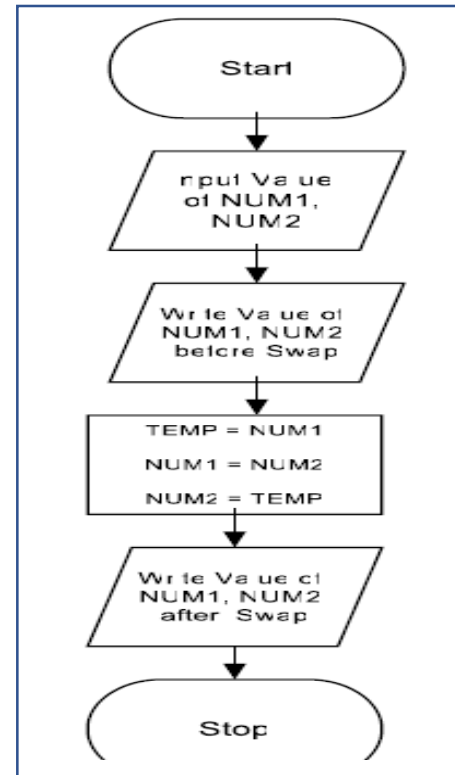 Start
Input Value
of NUM1,
NUM2
Write Value of
NUM1, NUM2
before Swap
TEMP = NUM1
NUM1 = NUM2
NUM2 = TEMP
Write Value of
NUM1, NUM2
after Swap
Stop